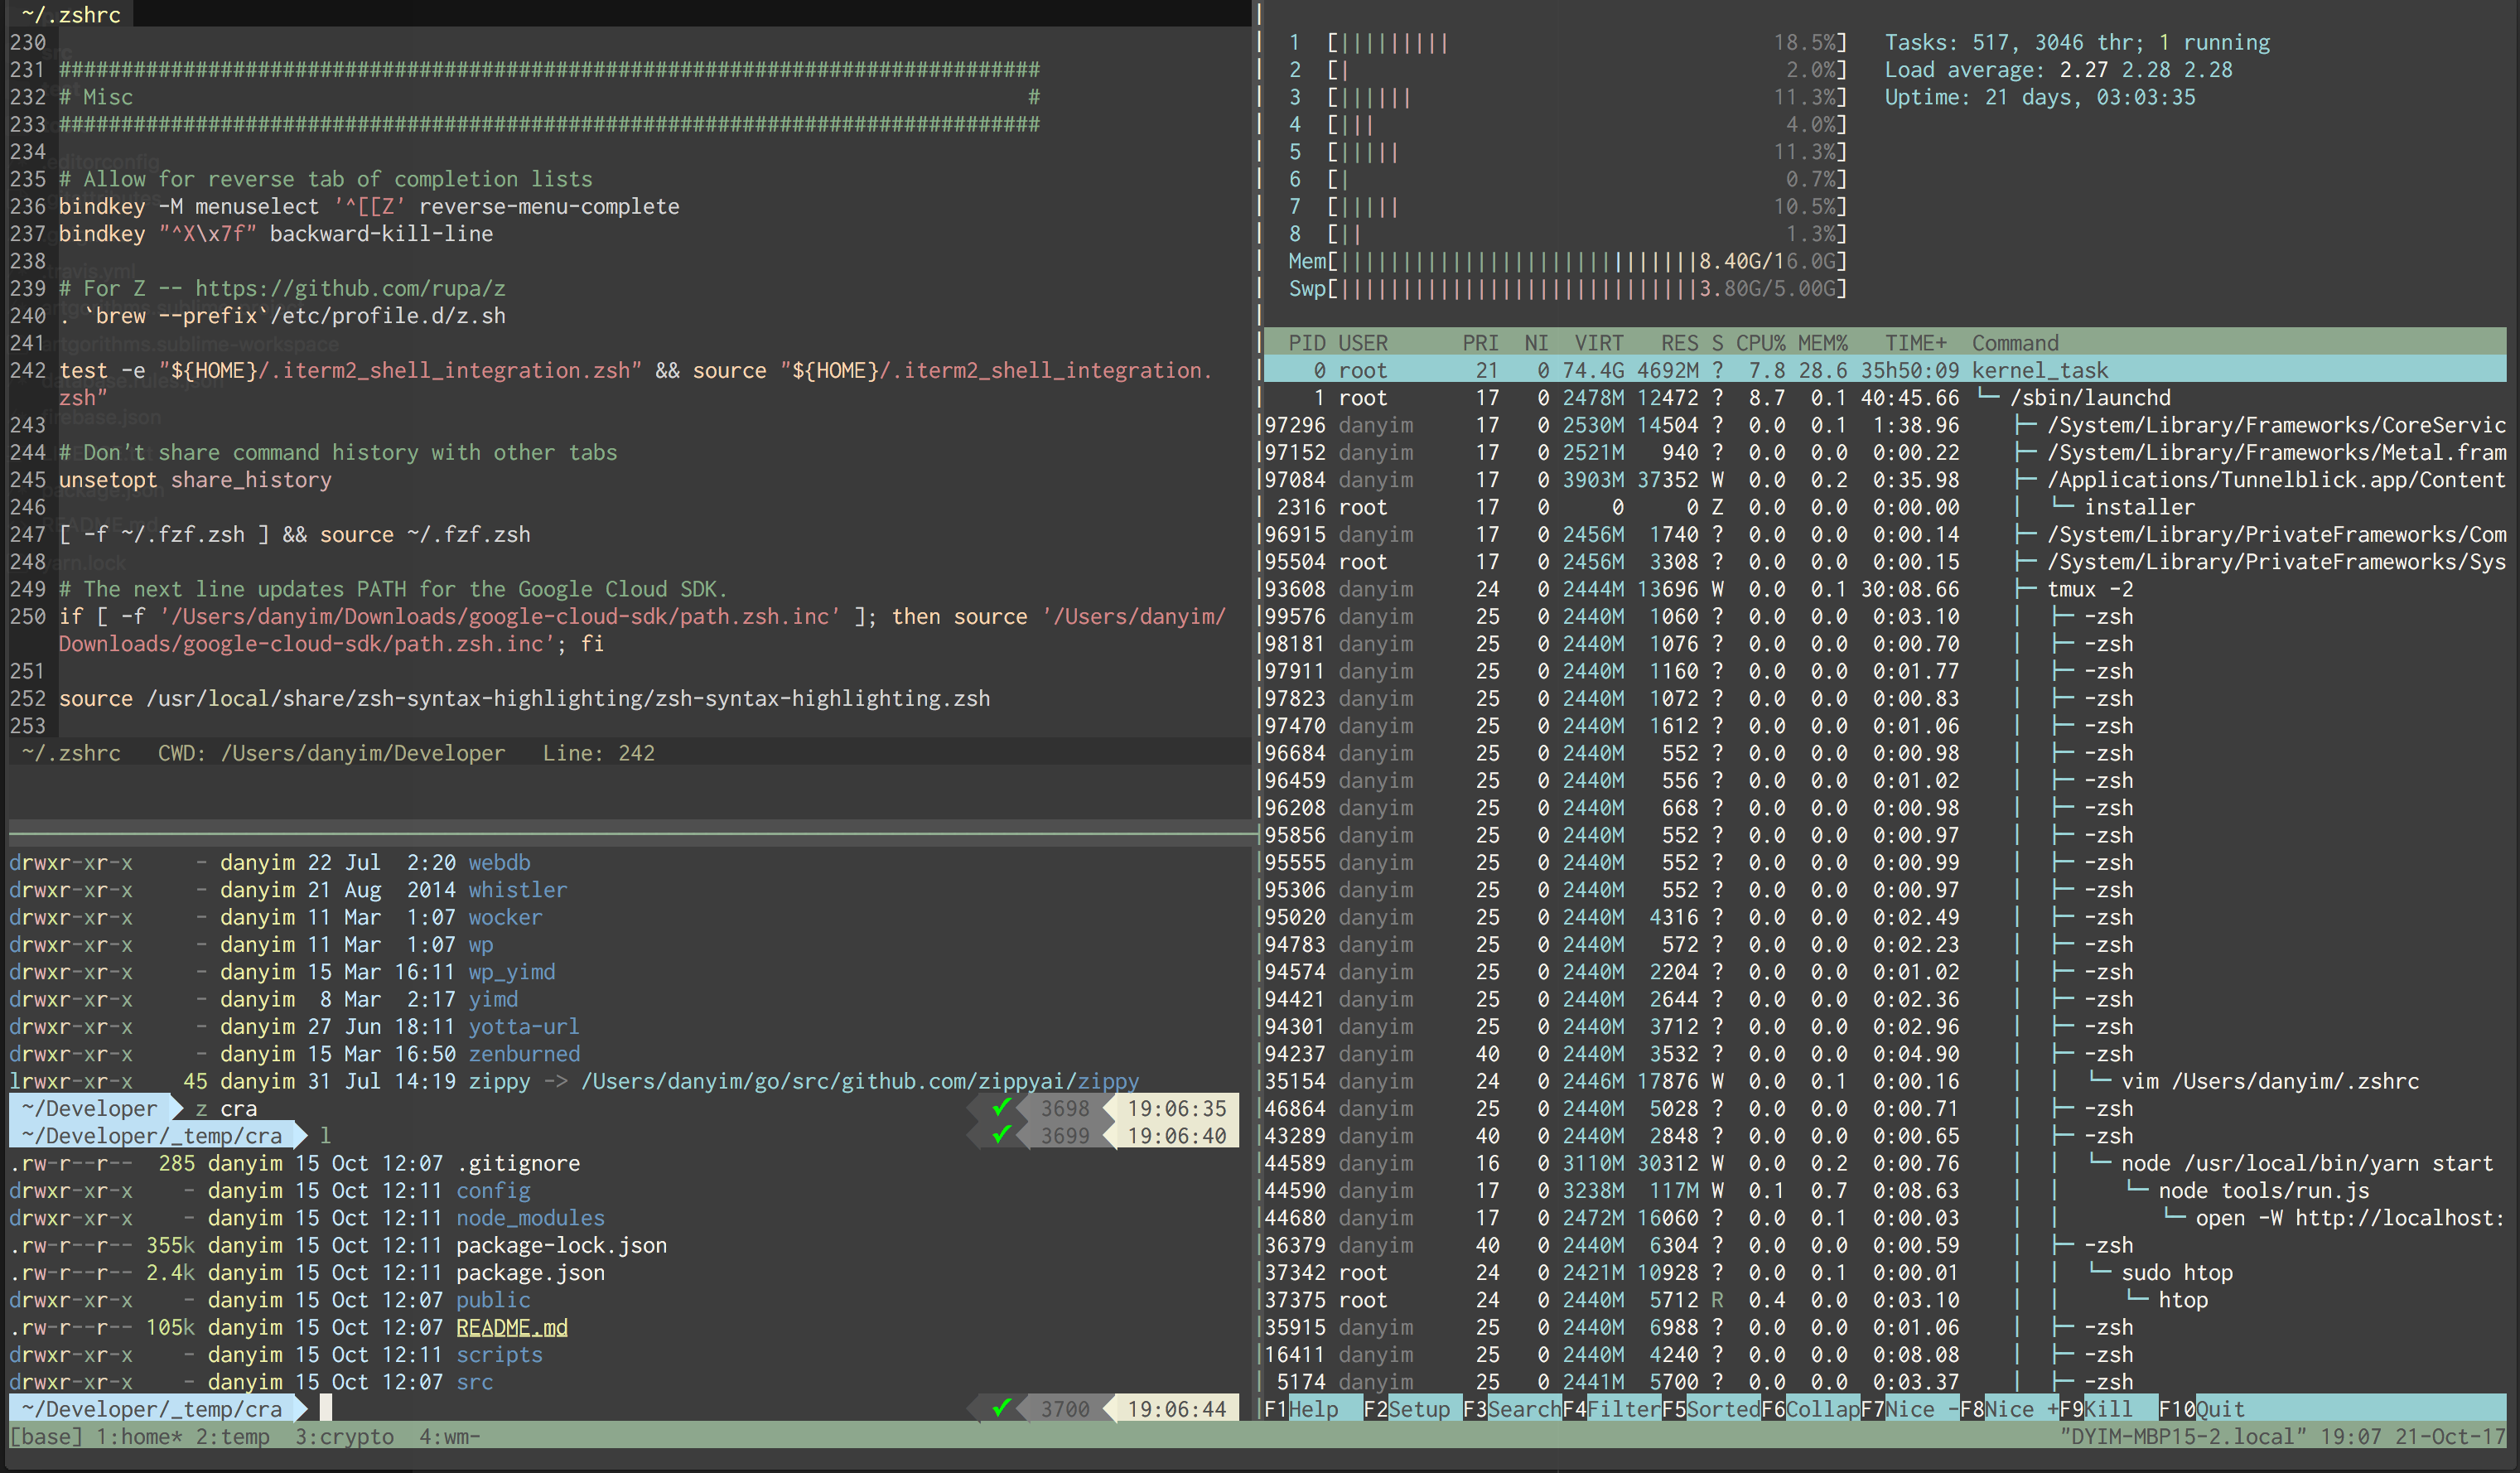 ~/.zshrc
230
231 ###############################################################################
232 # Misc                                                                        #
233 ###############################################################################
234
235 # Allow for reverse tab of completion lists
236 bindkey -M menuselect '^[[Z' reverse-menu-complete
237 bindkey "^X\x7f" backward-kill-line
238
239 # For Z -- https://github.com/rupa/z
240 . `brew --prefix`/etc/profile.d/z.sh
241
242 test -e "${HOME}/.iterm2_shell_integration.zsh" && source "${HOME}/.iterm2_shell_integration.
zsh"
243
244 # Don't share command history with other tabs
245 unsetopt share_history
246
247 [ -f ~/.fzf.zsh ] && source ~/.fzf.zsh
248
249 # The next line updates PATH for the Google Cloud SDK.
250 if [ -f '/Users/danyim/Downloads/google-cloud-sdk/path.zsh.inc' ]; then source '/Users/danyim/
Downloads/google-cloud-sdk/path.zsh.inc'; fi
251
252 source /usr/local/share/zsh-syntax-highlighting/zsh-syntax-highlighting.zsh
253
~/.zshrc   CWD: /Users/danyim/Developer   Line: 242
drwxr-xr-x     - danyim 22 Jul  2:20 webdb
drwxr-xr-x     - danyim 21 Aug  2014 whistler
drwxr-xr-x     - danyim 11 Mar  1:07 wocker
drwxr-xr-x     - danyim 11 Mar  1:07 wp
drwxr-xr-x     - danyim 15 Mar 16:11 wp_yimd
drwxr-xr-x     - danyim  8 Mar  2:17 yimd
drwxr-xr-x     - danyim 27 Jun 18:11 yotta-url
drwxr-xr-x     - danyim 15 Mar 16:50 zenburned
lrwxr-xr-x    45 danyim 31 Jul 14:19 zippy -> /Users/danyim/go/src/github.com/zippyai/zippy
~/Developer  z cra  ✓ 3698  19:06:35
~/Developer/_temp/cra  l  ✓ 3699  19:06:40
.rw-r--r--  285 danyim 15 Oct 12:07 .gitignore
drwxr-xr-x    - danyim 15 Oct 12:11 config
drwxr-xr-x    - danyim 15 Oct 12:11 node_modules
.rw-r--r-- 355k danyim 15 Oct 12:11 package-lock.json
.rw-r--r-- 2.4k danyim 15 Oct 12:11 package.json
drwxr-xr-x    - danyim 15 Oct 12:07 public
.rw-r--r-- 105k danyim 15 Oct 12:07 README.md
drwxr-xr-x    - danyim 15 Oct 12:11 scripts
drwxr-xr-x    - danyim 15 Oct 12:07 src
~/Developer/_temp/cra  ✓ 3700  19:06:44
1  [|||||||||  18.5%]   Tasks: 517, 3046 thr; 1 running
2  [|  2.0%]   Load average: 2.27 2.28 2.28
3  [||||||  11.3%]   Uptime: 21 days, 03:03:35
4  [|||  4.0%]
5  [|||||  11.3%]
6  [|  0.7%]
7  [|||||  10.5%]
8  [||  1.3%]
Mem[|||||||||||||||||||||||||||||8.40G/16.0G]
Swp[|||||||||||||||||||||||||||||3.80G/5.00G]
PID USER      PRI  NI  VIRT   RES S CPU% MEM%   TIME+  Command
0 root       21   0 74.4G 4692M ?  7.8 28.6 35h50:09 kernel_task
1 root       17   0 2478M 12472 ?  8.7  0.1 40:45.66 └─ /sbin/launchd
97296 danyim     17   0 2530M 14504 ?  0.0  0.1  1:38.96    ├─ /System/Library/Frameworks/CoreServic
97152 danyim     17   0 2521M   940 ?  0.0  0.0  0:00.22    ├─ /System/Library/Frameworks/Metal.fram
97084 danyim     17   0 3903M 37352 W  0.0  0.2  0:35.98    ├─ /Applications/Tunnelblick.app/Content
2316 root       17   0     0     0 Z  0.0  0.0  0:00.00    │  └─ installer
96915 danyim     17   0 2456M  1740 ?  0.0  0.0  0:00.14    ├─ /System/Library/PrivateFrameworks/Com
95504 root       17   0 2456M  3308 ?  0.0  0.0  0:00.15    ├─ /System/Library/PrivateFrameworks/Sys
93608 danyim     24   0 2444M 13696 W  0.0  0.1 30:08.66    ├─ tmux -2
99576 danyim     25   0 2440M  1060 ?  0.0  0.0  0:03.10    │  ├─ -zsh
98181 danyim     25   0 2440M  1076 ?  0.0  0.0  0:00.70    │  ├─ -zsh
97911 danyim     25   0 2440M  1160 ?  0.0  0.0  0:01.77    │  ├─ -zsh
97823 danyim     25   0 2440M  1072 ?  0.0  0.0  0:00.83    │  ├─ -zsh
97470 danyim     25   0 2440M  1612 ?  0.0  0.0  0:01.06    │  ├─ -zsh
96684 danyim     25   0 2440M   552 ?  0.0  0.0  0:00.98    │  ├─ -zsh
96459 danyim     25   0 2440M   556 ?  0.0  0.0  0:01.02    │  ├─ -zsh
96208 danyim     25   0 2440M   668 ?  0.0  0.0  0:00.98    │  ├─ -zsh
95856 danyim     25   0 2440M   552 ?  0.0  0.0  0:00.97    │  ├─ -zsh
95555 danyim     25   0 2440M   552 ?  0.0  0.0  0:00.99    │  ├─ -zsh
95306 danyim     25   0 2440M   552 ?  0.0  0.0  0:00.97    │  ├─ -zsh
95020 danyim     25   0 2440M  4316 ?  0.0  0.0  0:02.49    │  ├─ -zsh
94783 danyim     25   0 2440M   572 ?  0.0  0.0  0:02.23    │  ├─ -zsh
94574 danyim     25   0 2440M  2204 ?  0.0  0.0  0:01.02    │  ├─ -zsh
94421 danyim     25   0 2440M  2644 ?  0.0  0.0  0:02.36    │  ├─ -zsh
94301 danyim     25   0 2440M  3712 ?  0.0  0.0  0:02.96    │  ├─ -zsh
94237 danyim     40   0 2440M  3532 ?  0.0  0.0  0:04.90    │  ├─ -zsh
35154 danyim     24   0 2446M 17876 W  0.0  0.1  0:00.16    │  │  └─ vim /Users/danyim/.zshrc
46864 danyim     25   0 2440M  5028 ?  0.0  0.0  0:00.71    │  ├─ -zsh
43289 danyim     40   0 2440M  2848 ?  0.0  0.0  0:00.65    │  ├─ -zsh
44589 danyim     16   0 3110M 30312 W  0.0  0.2  0:00.76    │  │  └─ node /usr/local/bin/yarn start
44590 danyim     17   0 3238M  117M W  0.1  0.7  0:08.63    │  │     └─ node tools/run.js
44680 danyim     17   0 2472M 16060 ?  0.0  0.1  0:00.03    │  │        └─ open -W http://localhost:
36379 danyim     40   0 2440M  6304 ?  0.0  0.0  0:00.59    │  ├─ -zsh
37342 root       24   0 2421M 10928 ?  0.0  0.1  0:00.01    │  │  └─ sudo htop
37375 root       24   0 2440M  5712 R  0.4  0.0  0:03.10    │  │     └─ htop
35915 danyim     25   0 2440M  6988 ?  0.0  0.0  0:01.06    │  ├─ -zsh
16411 danyim     25   0 2440M  4240 ?  0.0  0.0  0:08.08    │  ├─ -zsh
5174 danyim     25   0 2441M  5700 ?  0.0  0.0  0:03.37    │  ├─ -zsh
F1Help  F2Setup F3SearchF4FilterF5SortedF6CollapF7Nice -F8Nice +F9Kill  F10Quit
[base] 1:home* 2:temp  3:crypto  4:wm-  "DYIM-MBP15-2.local" 19:07 21-Oct-17